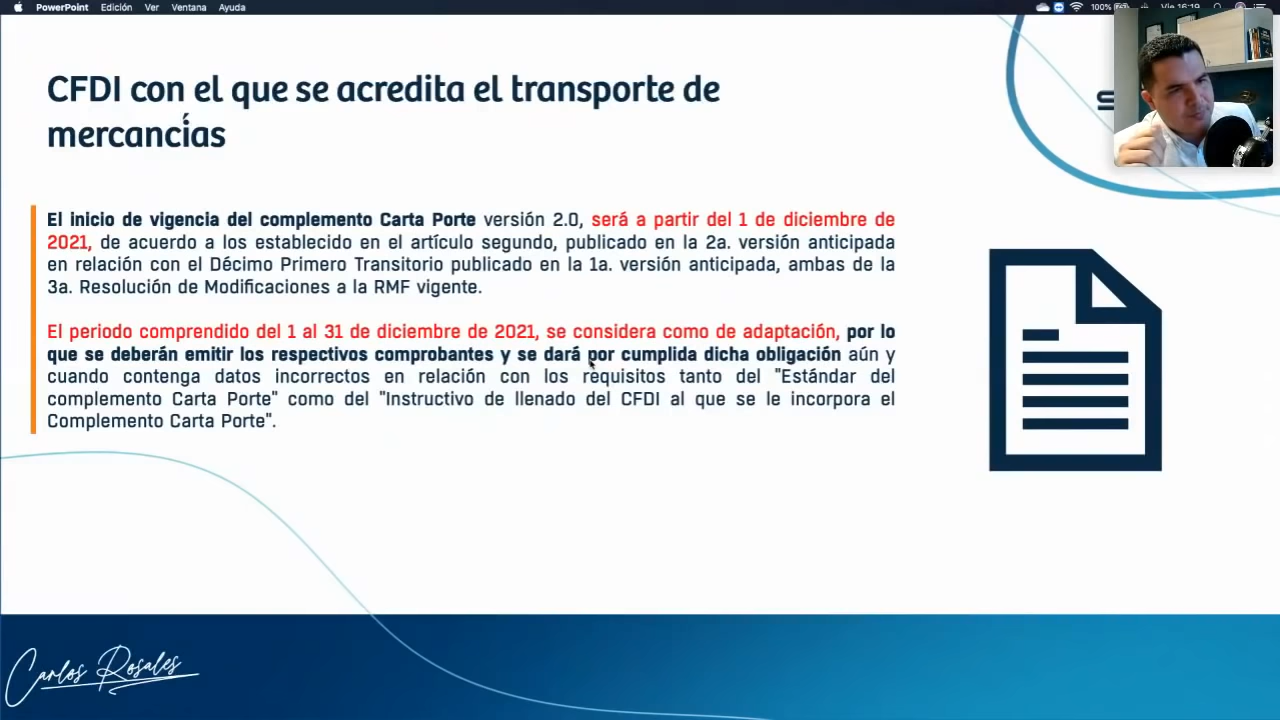 PowerPoint Edición Ver Ventana Ayuda 100% Vie 16:19
CFDI con el que se acredita el transporte de
mercancías
El inicio de vigencia del complemento Carta Porte versión 2.0, será a partir del 1 de diciembre de
2021, de acuerdo a los establecido en el artículo segundo, publicado en la 2a. versión anticipada
en relación con el Décimo Primero Transitorio publicado en la 1a. versión anticipada, ambas de la
3a. Resolución de Modificaciones a la RMF vigente.
El periodo comprendido del 1 al 31 de diciembre de 2021, se considera como de adaptación, por lo
que se deberán emitir los respectivos comprobantes y se dará por cumplida dicha obligación aún y
cuando contenga datos incorrectos en relación con los requisitos tanto del "Estándar del
complemento Carta Porte" como del "Instructivo de llenado del CFDI al que se le incorpora el
Complemento Carta Porte".
Carlos Rosales